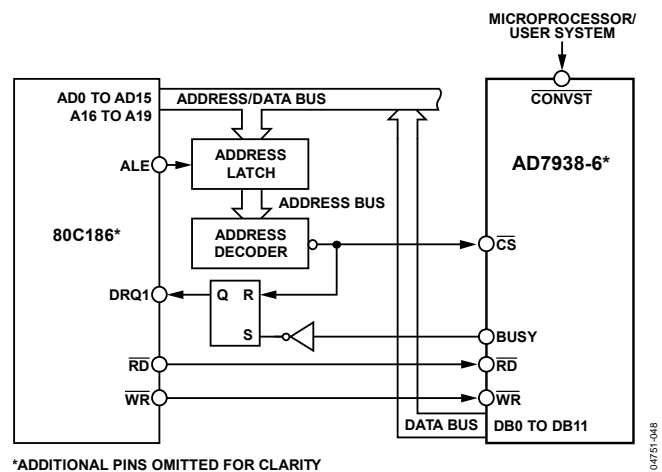 MICROPROCESSOR/
USER SYSTEM
AD0 TO AD15
A16 TO A19
ADDRESS/DATA BUS
CONVST
ALE
ADDRESS
LATCH
AD7938-6*
ADDRESS BUS
80C186*
ADDRESS
DECODER
CS
DRQ1
Q R
S
BUSY
RD
RD
WR
WR
DATA BUS
DB0 TO DB11
*ADDITIONAL PINS OMITTED FOR CLARITY
04751-048